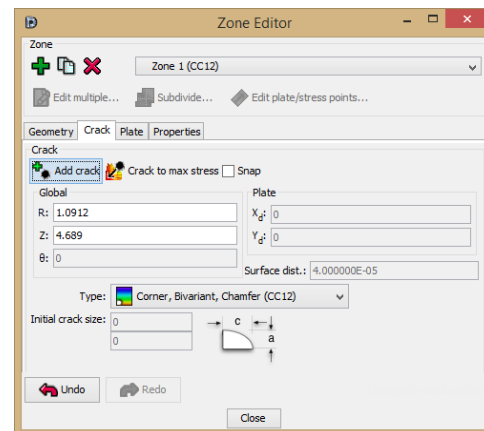 Zone Editor
Zone
Zone 1 (CC12)
Edit multiple... Subdivide... Edit plate/stress points...
Geometry Crack Plate Properties
Crack
Add crack Crack to max stress Snap
Global Plate
R: 1.0912 Xd: 0
Z: 4.689 Yd: 0
θ: 0
Surface dist.: 4.000000E-05
Type: Corner, Bivariant, Chamfer (CC12)
Initial crack size: 0 c
0 a
Undo Redo
Close